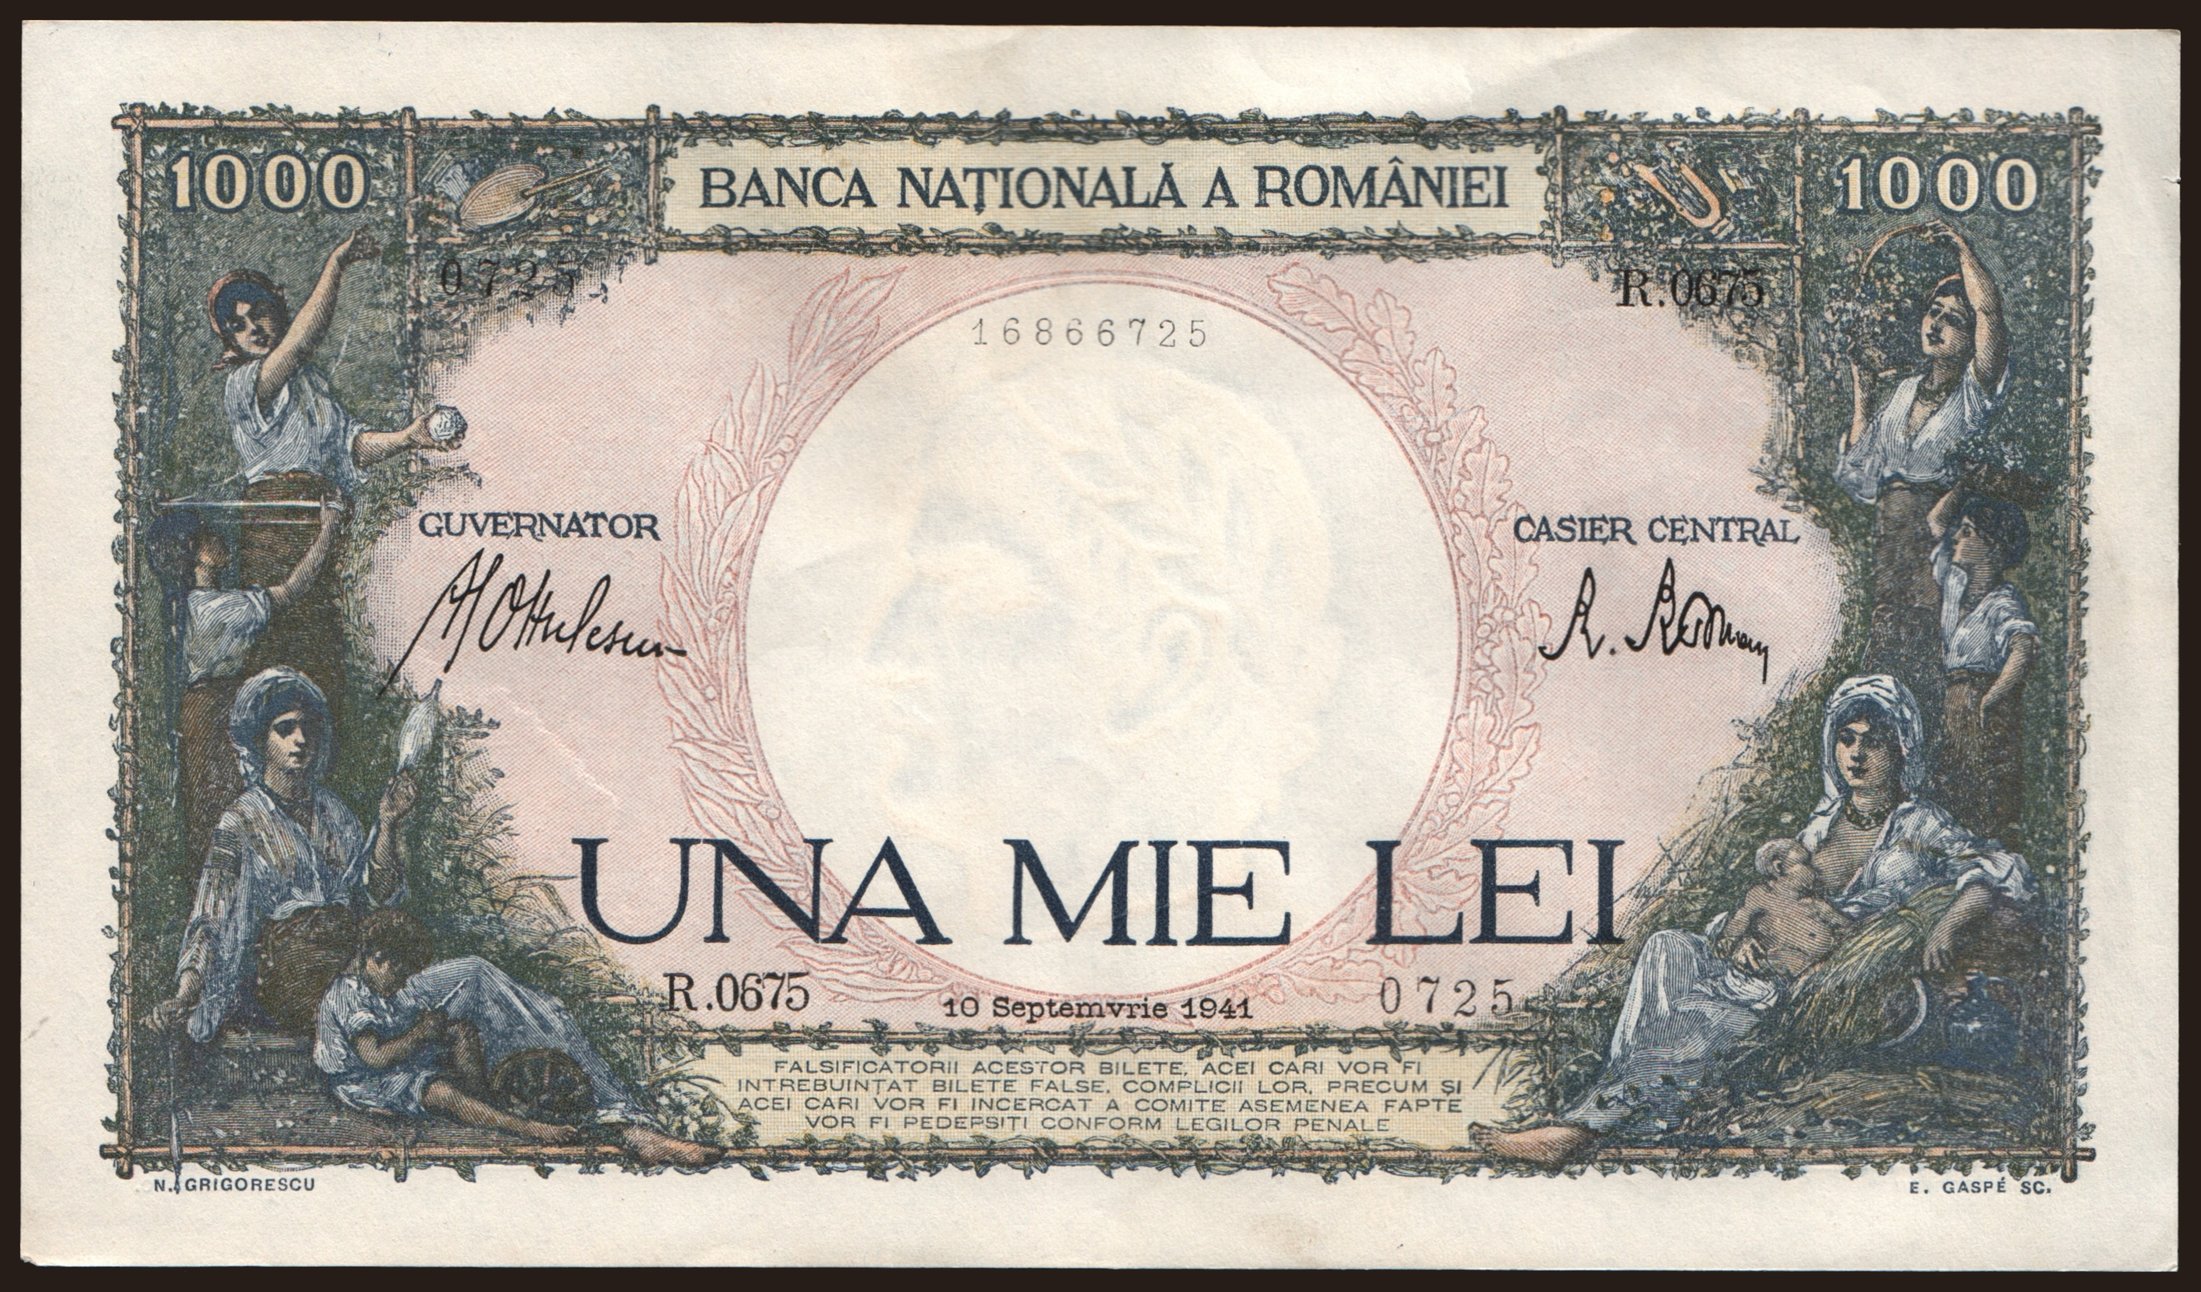 1000
BANCA NAȚIONALĂ A ROMÂNIEI
1000
0725
R.0675
16866725
GUVERNATOR
CASIER CENTRAL
UNA MIE LEI
R.0675
10 Septemvrie 1941
0725
FALSIFICATORII ACESTOR BILETE, ACEI CARI VOR FI
INTREBUINȚAT BILETE FALSE, COMPLICII LOR, PRECUM ȘI
ACEI CARI VOR FI INCERCAT A COMITE ASEMENEA FAPTE
VOR FI PEDEPSIȚI CONFORM LEGILOR PENALE
N. GRIGORESCU
E. GASPÉ SC.